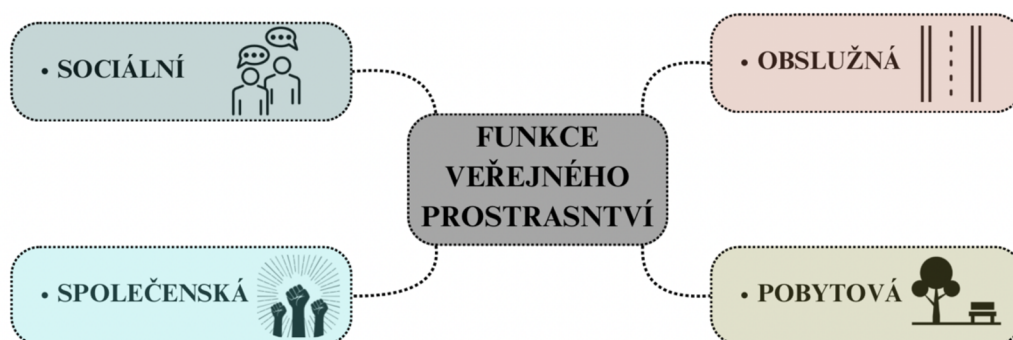 • SOCIÁLNÍ
• OBSLUŽNÁ
FUNKCE
VEŘEJNÉHO
PROSTRASNTVÍ
• SPOLEČENSKÁ
• POBYTOVÁ